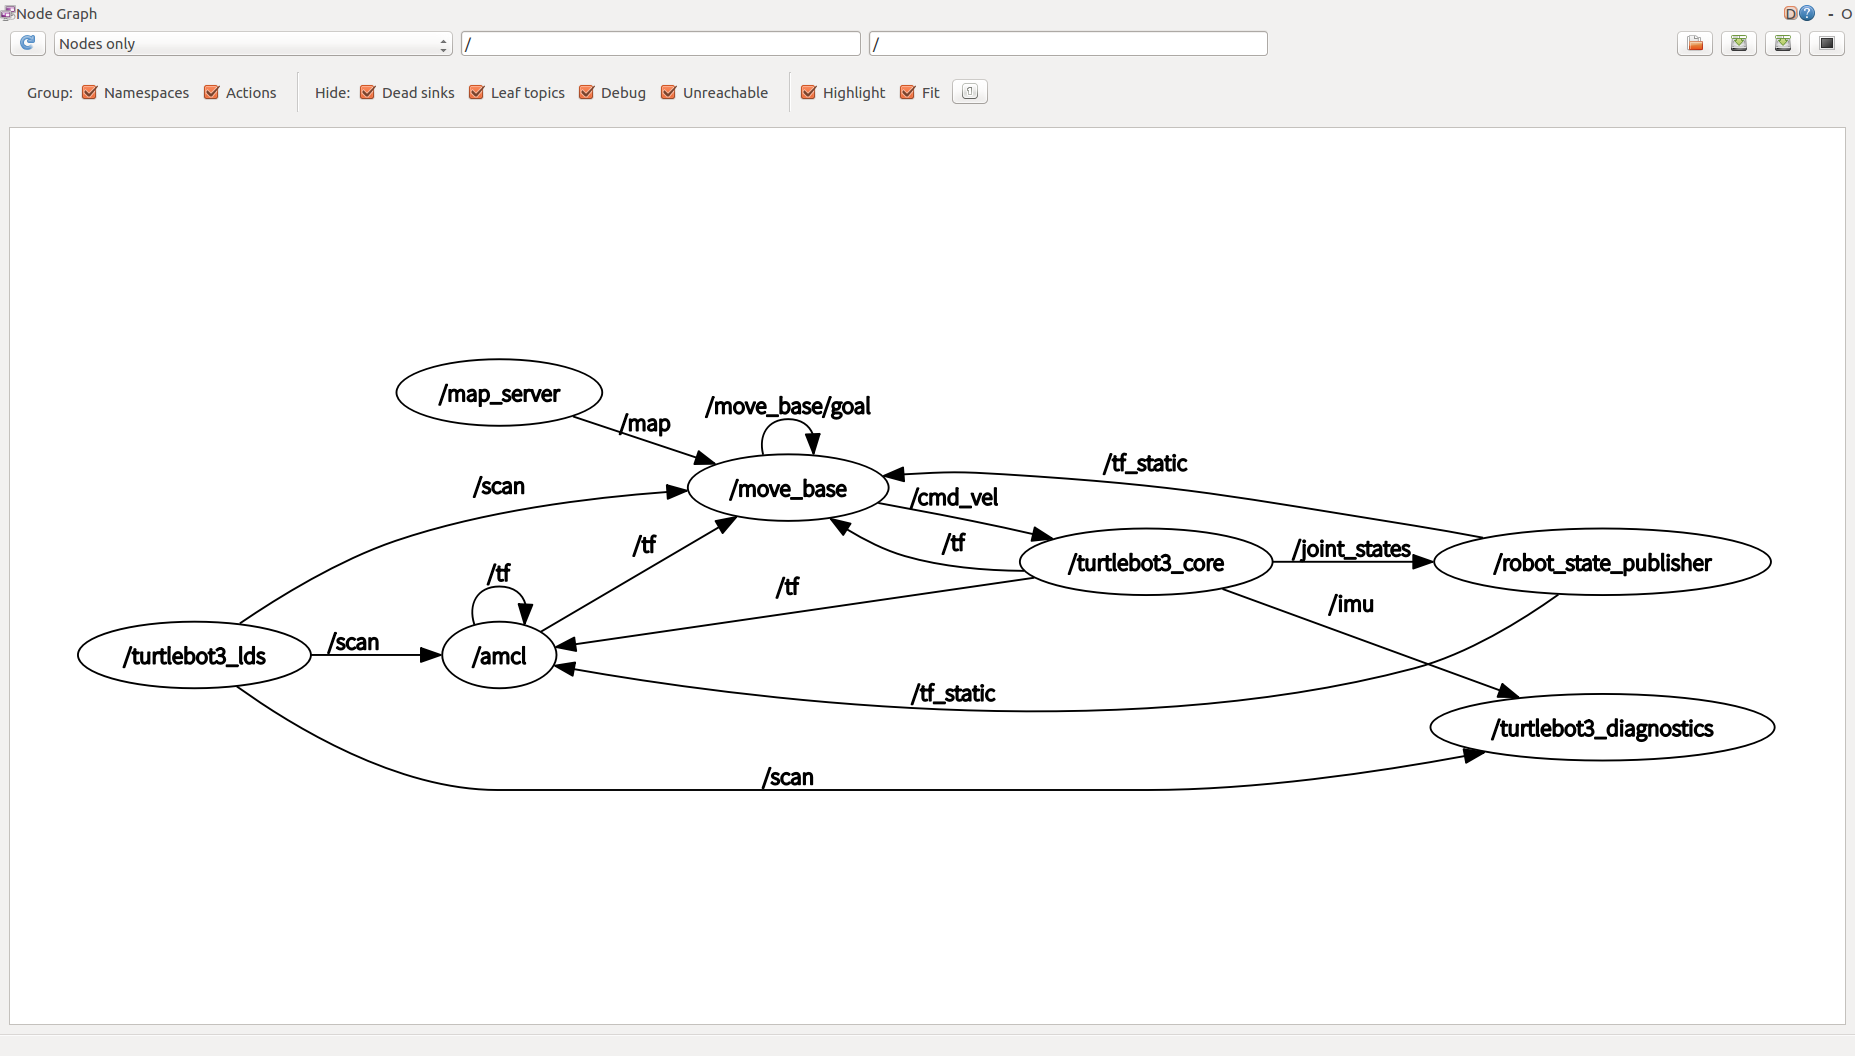 Node Graph
D ? - O
Nodes only / /
Group: Namespaces Actions Hide: Dead sinks Leaf topics Debug Unreachable Highlight Fit
/map_server
/map
/move_base/goal
/scan
/move_base
/tf_static
/cmd_vel
/tf
/tf
/joint_states
/turtlebot3_core
/robot_state_publisher
/tf
/tf
/imu
/scan
/turtlebot3_lds
/amcl
/tf_static
/turtlebot3_diagnostics
/scan